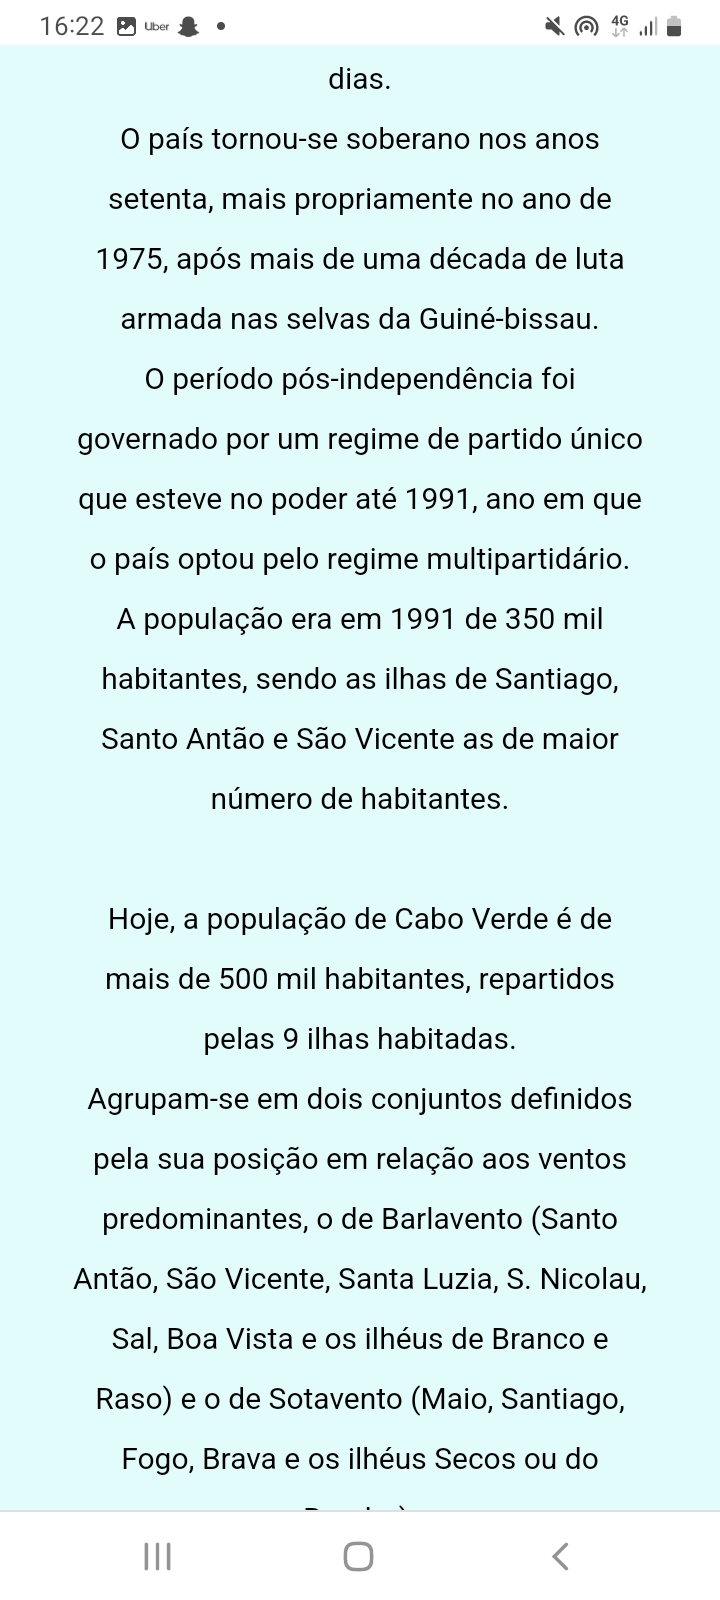 16:22 Uber 4G
dias.
O país tornou-se soberano nos anos
setenta, mais propriamente no ano de
1975, após mais de uma década de luta
armada nas selvas da Guiné-bissau.
O período pós-independência foi
governado por um regime de partido único
que esteve no poder até 1991, ano em que
o país optou pelo regime multipartidário.
A população era em 1991 de 350 mil
habitantes, sendo as ilhas de Santiago,
Santo Antão e São Vicente as de maior
número de habitantes.
Hoje, a população de Cabo Verde é de
mais de 500 mil habitantes, repartidos
pelas 9 ilhas habitadas.
Agrupam-se em dois conjuntos definidos
pela sua posição em relação aos ventos
predominantes, o de Barlavento (Santo
Antão, São Vicente, Santa Luzia, S. Nicolau,
Sal, Boa Vista e os ilhéus de Branco e
Raso) e o de Sotavento (Maio, Santiago,
Fogo, Brava e os ilhéus Secos ou do